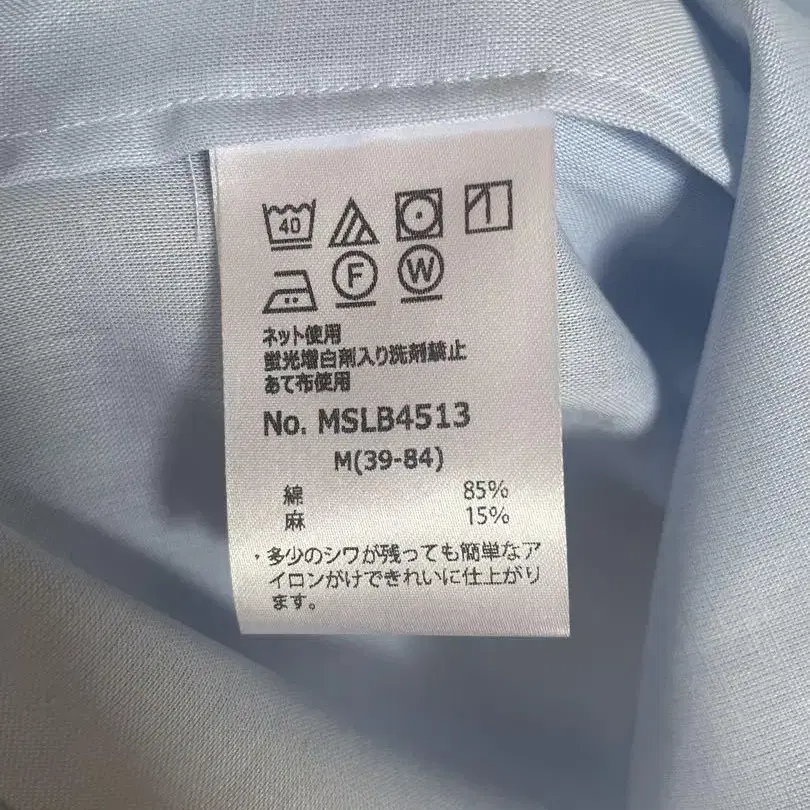 40
F W
ネット使用
蛍光増白剤入り洗剤禁止
あて布使用
No. MSLB4513
M(39-84)
綿 85%
麻 15%
・多少のシワが残っても簡単なア
イロンがけできれいに仕上がり
ます。